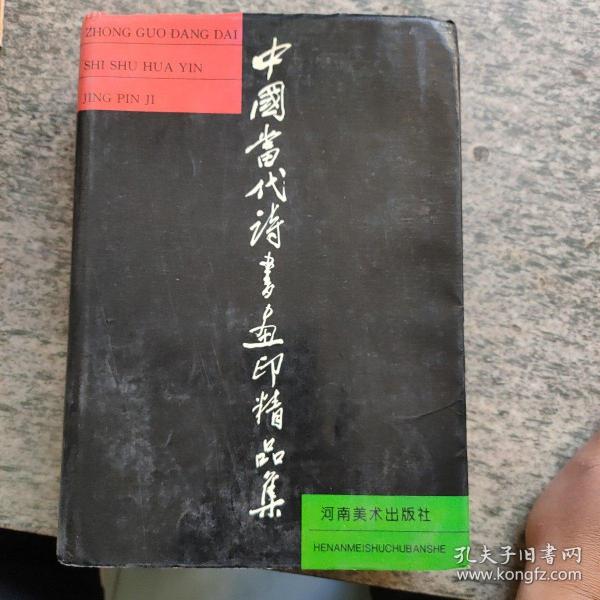 ZHONG GUO DANG DAI
SHI SHU HUA YIN
JING PIN JI
中國當代詩書画印精品集
河南美术出版社
HENANMEISHUCHUBANSHE
孔夫子旧书网
www.kongfz.com